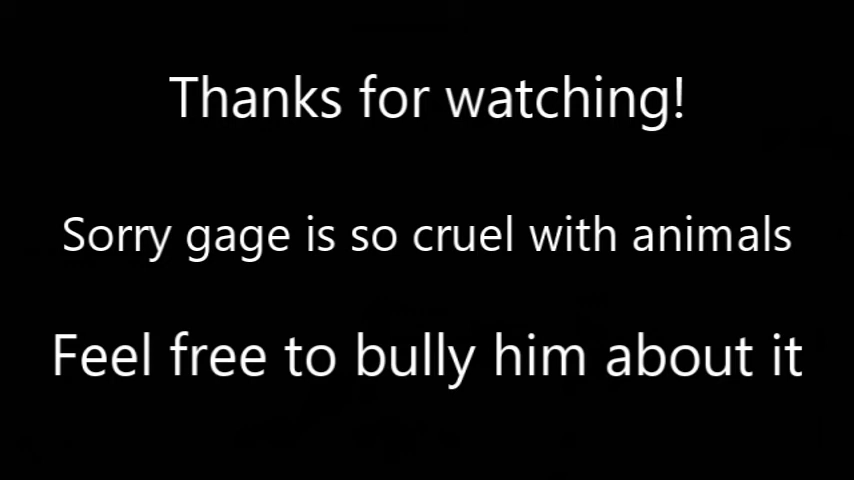 Thanks for watching!
Sorry gage is so cruel with animals
Feel free to bully him about it